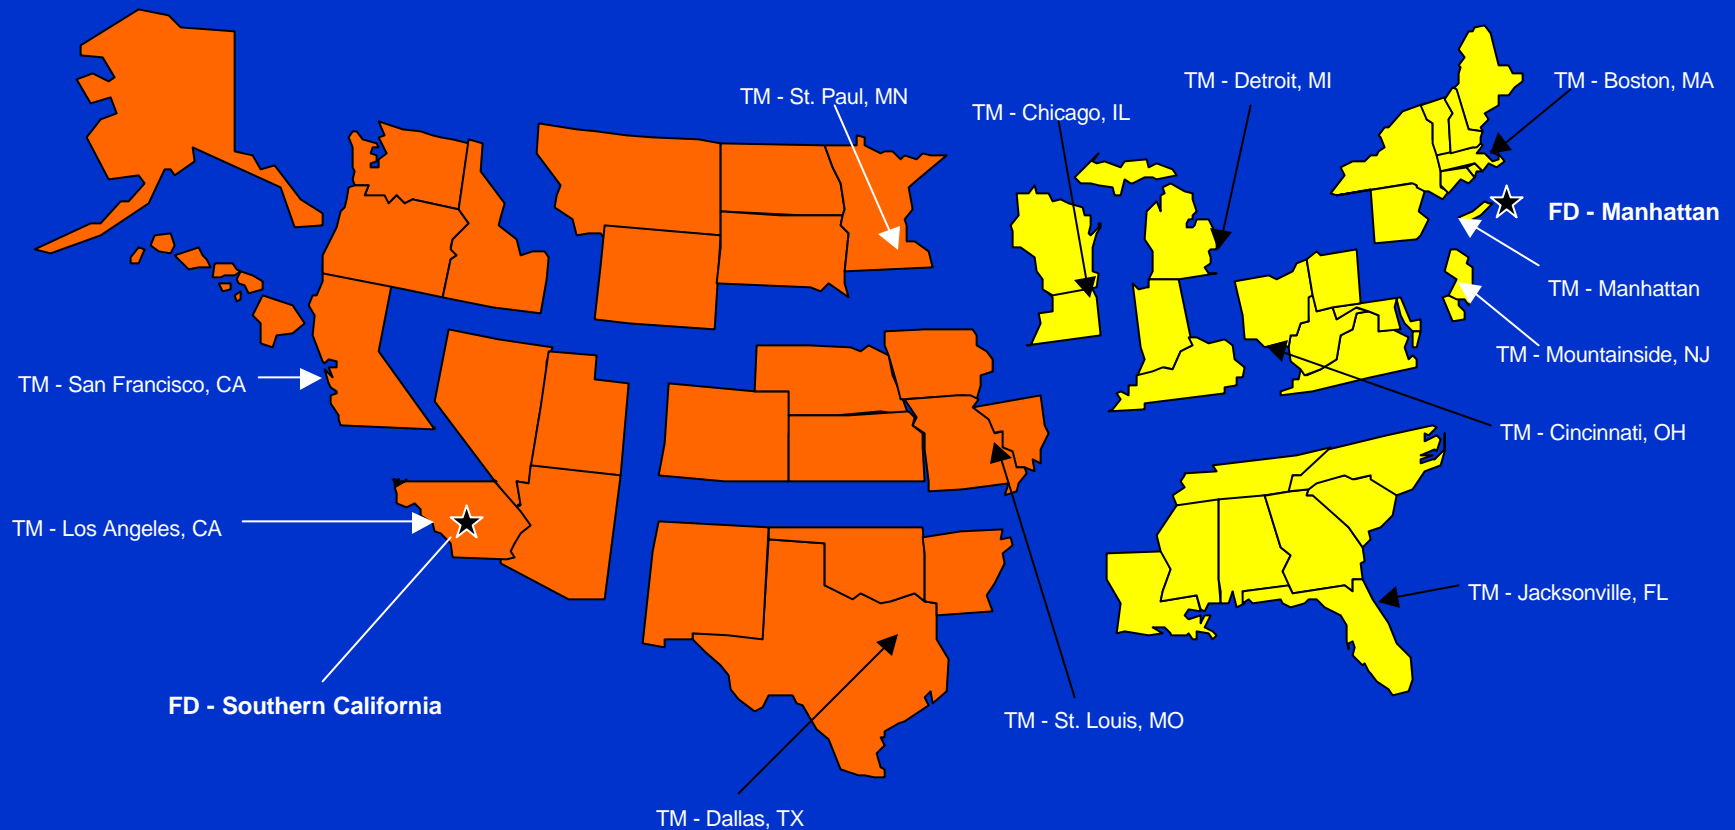 TM - Detroit, MI
TM - Boston, MA
TM - St. Paul, MN
TM - Chicago, IL
FD - Manhattan
TM - Manhattan
TM - Mountainside, NJ
TM - San Francisco, CA
TM - Cincinnati, OH
TM - Los Angeles, CA
TM - Jacksonville, FL
FD - Southern California
TM - St. Louis, MO
TM - Dallas, TX